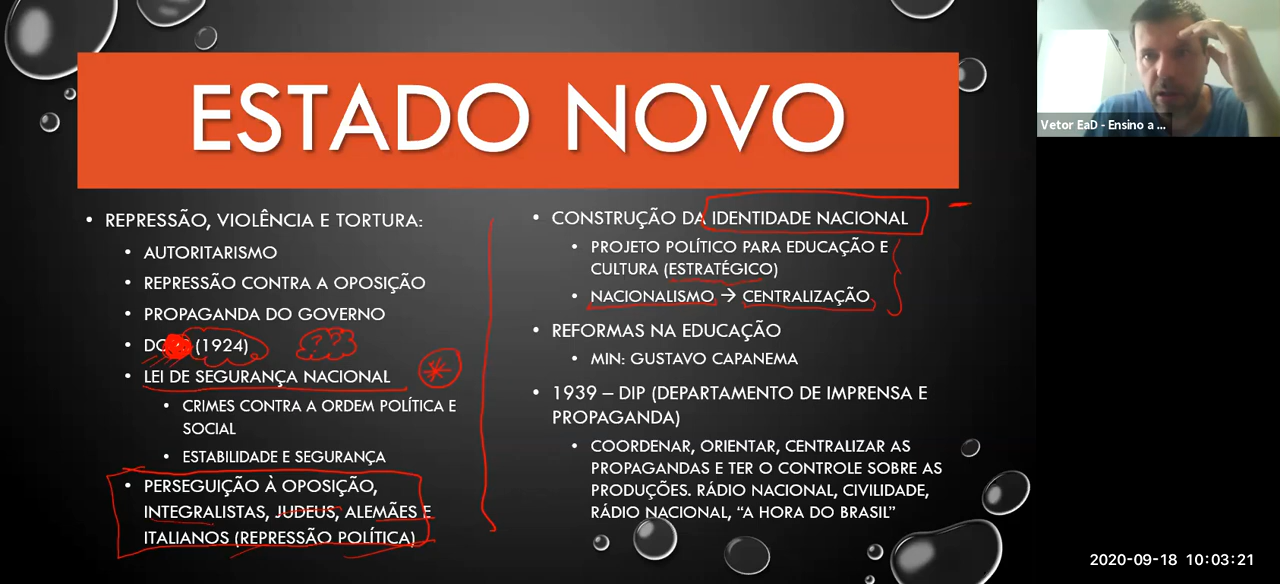 ESTADO NOVO
• REPRESSÃO, VIOLÊNCIA E TORTURA:
• AUTORITARISMO
• REPRESSÃO CONTRA A OPOSIÇÃO
• PROPAGANDA DO GOVERNO
• (1924) ??
• LEI DE SEGURANÇA NACIONAL
• CRIMES CONTRA A ORDEM POLÍTICA E
SOCIAL
• ESTABILIDADE E SEGURANÇA
• PERSEGUIÇÃO À OPOSIÇÃO,
INTEGRALISTAS, JUDEUS, ALEMÃES E
ITALIANOS (REPRESSÃO POLÍTICA)
• CONSTRUÇÃO DA IDENTIDADE NACIONAL
• PROJETO POLÍTICO PARA EDUCAÇÃO E
CULTURA (ESTRATÉGICO)
• NACIONALISMO → CENTRALIZAÇÃO
• REFORMAS NA EDUCAÇÃO
• MIN: GUSTAVO CAPANEMA
• 1939 – DIP (DEPARTAMENTO DE IMPRENSA E
PROPAGANDA)
• COORDENAR, ORIENTAR, CENTRALIZAR AS
PROPAGANDAS E TER O CONTROLE SOBRE AS
PRODUÇÕES. RÁDIO NACIONAL, CIVILIDADE,
RÁDIO NACIONAL, “A HORA DO BRASIL”
Vetor EaD - Ensino a ...
2020-09-18 10:03:21